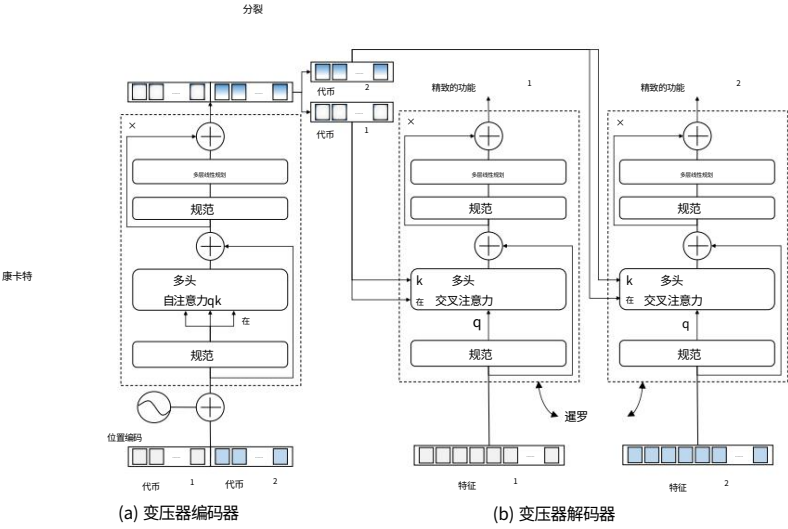 分裂
代币 2
代币 1
×
多层线性规划
规范
多头
自注意力qk
在
规范
康卡特
位置编码
代币 1 代币 2
(a) 变压器编码器
精致的功能 1
×
多层线性规划
规范
k 多头
在 交叉注意力
q
规范
暹罗
特征 1
精致的功能 2
×
多层线性规划
规范
k 多头
在 交叉注意力
q
规范
特征 2
(b) 变压器解码器